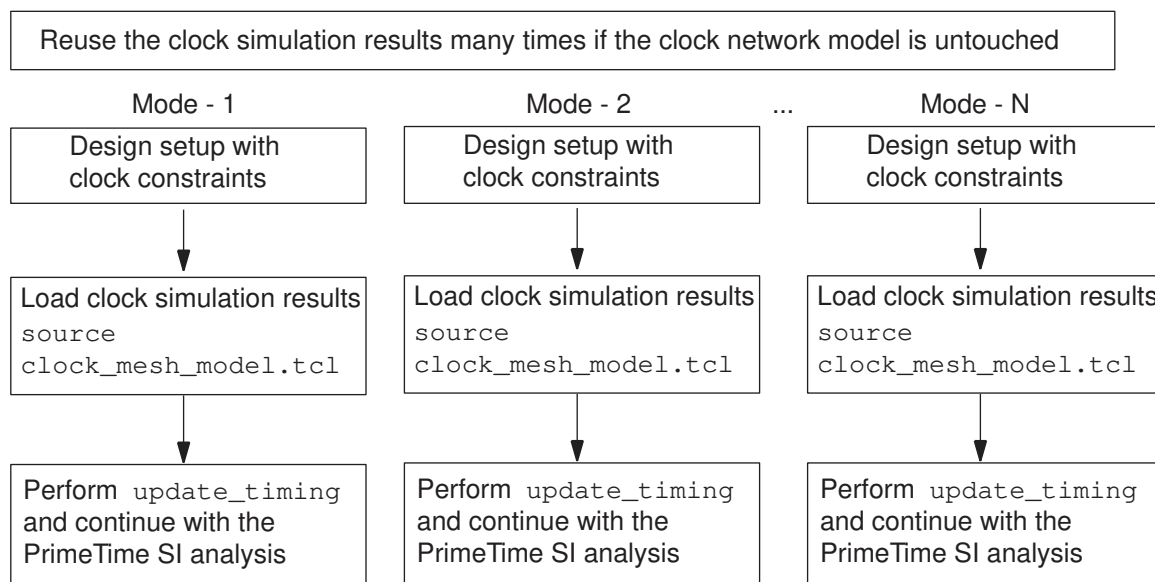 Reuse the clock simulation results many times if the clock network model is untouched
Mode - 1
Mode - 2
...
Mode - N
Design setup with
clock constraints
Design setup with
clock constraints
Design setup with
clock constraints
Load clock simulation results
source
clock_mesh_model.tcl
Load clock simulation results
source
clock_mesh_model.tcl
Load clock simulation results
source
clock_mesh_model.tcl
Perform update_timing
and continue with the
PrimeTime SI analysis
Perform update_timing
and continue with the
PrimeTime SI analysis
Perform update_timing
and continue with the
PrimeTime SI analysis